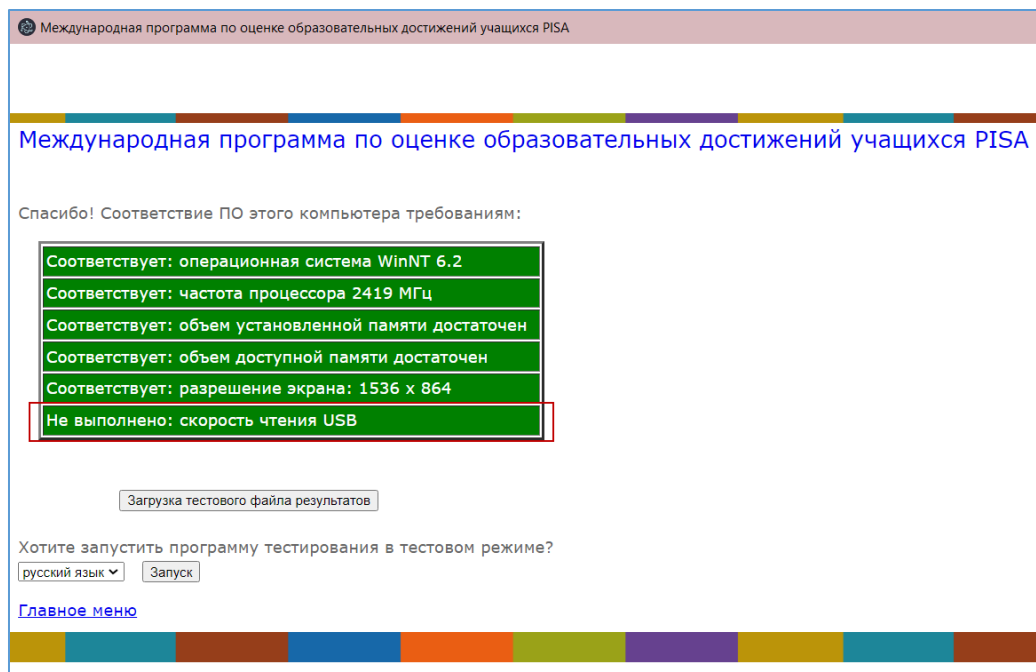 Международная программа по оценке образовательных достижений учащихся PISA
Международная программа по оценке образовательных достижений учащихся PISA
Спасибо! Соответствие ПО этого компьютера требованиям:
Соответствует: операционная система WinNT 6.2
Соответствует: частота процессора 2419 МГц
Соответствует: объем установленной памяти достаточен
Соответствует: объем доступной памяти достаточен
Соответствует: разрешение экрана: 1536 x 864
Не выполнено: скорость чтения USB
Загрузка тестового файла результатов
Хотите запустить программу тестирования в тестовом режиме?
русский язык Запуск
Главное меню